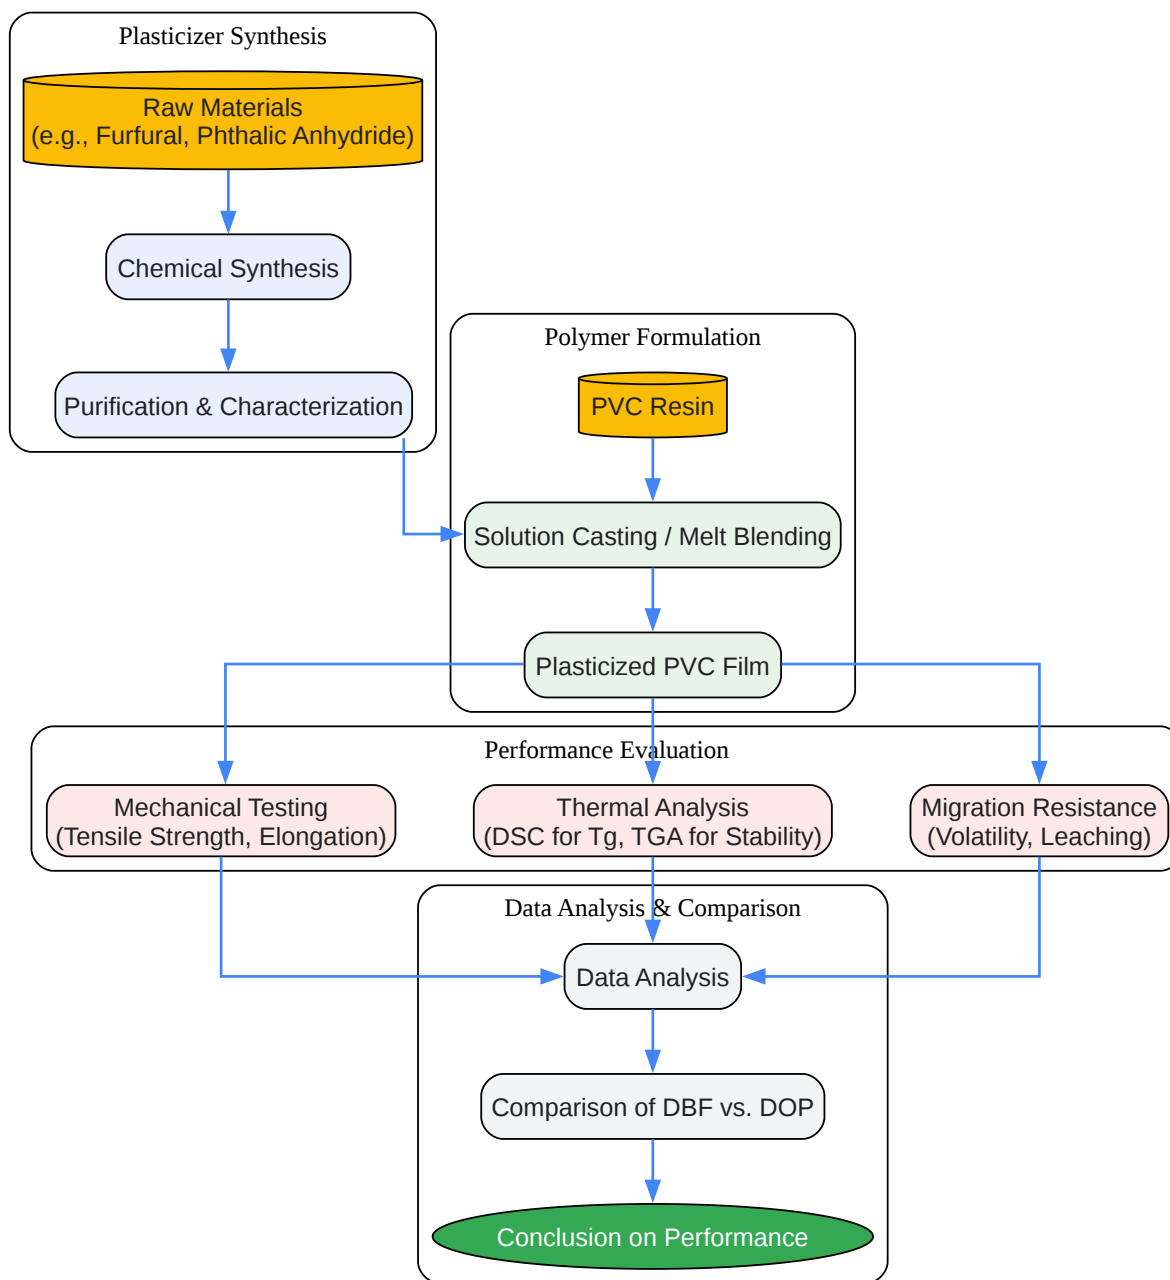 Plasticizer Synthesis
Raw Materials
(e.g., Furfural, Phthalic Anhydride)
Chemical Synthesis
Purification & Characterization
Polymer Formulation
PVC Resin
Solution Casting / Melt Blending
Plasticized PVC Film
Performance Evaluation
Mechanical Testing
(Tensile Strength, Elongation)
Thermal Analysis
(DSC for Tg, TGA for Stability)
Migration Resistance
(Volatility, Leaching)
Data Analysis & Comparison
Data Analysis
Comparison of DBF vs. DOP
Conclusion on Performance